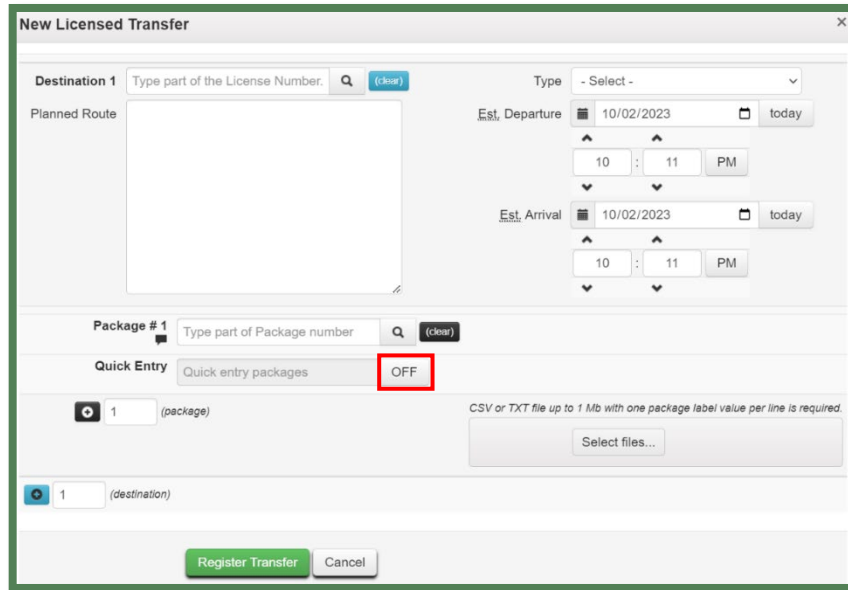 New Licensed Transfer ×
Destination 1 Type part of the License Number. (clear) Type - Select -
Planned Route Est. Departure 10/02/2023 today
10 : 11 PM
Est. Arrival 10/02/2023 today
10 : 11 PM
Package # 1 Type part of Package number (clear)
Quick Entry Quick entry packages OFF
1 (package) CSV or TXT file up to 1 Mb with one package label value per line is required.
Select files...
1 (destination)
Register Transfer Cancel